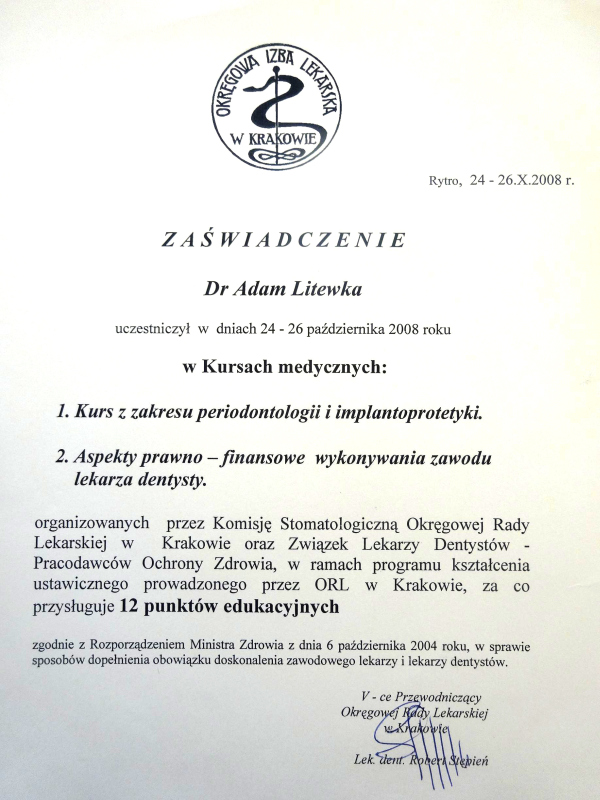 OKRĘGOWA IZBA LEKARSKA
W KRAKOWIE
Rytro, 24 - 26.X.2008 r.
ZAŚWIADCZENIE
Dr Adam Litewka
uczestniczył w dniach 24 - 26 października 2008 roku
w Kursach medycznych:
1. Kurs z zakresu periodontologii i implantoprotetyki.
2. Aspekty prawno – finansowe wykonywania zawodu
lekarza dentysty.
organizowanych przez Komisję Stomatologiczną Okręgowej Rady
Lekarskiej w Krakowie oraz Związek Lekarzy Dentystów -
Pracodawców Ochrony Zdrowia, w ramach programu kształcenia
ustawicznego prowadzonego przez ORL w Krakowie, za co
przysługuje 12 punktów edukacyjnych
zgodnie z Rozporządzeniem Ministra Zdrowia z dnia 6 października 2004 roku, w sprawie
sposobów dopełnienia obowiązku doskonalenia zawodowego lekarzy i lekarzy dentystów.
V - ce Przewodniczący
Okręgowej Rady Lekarskiej
w Krakowie
Lek. dent. Robert Stępień